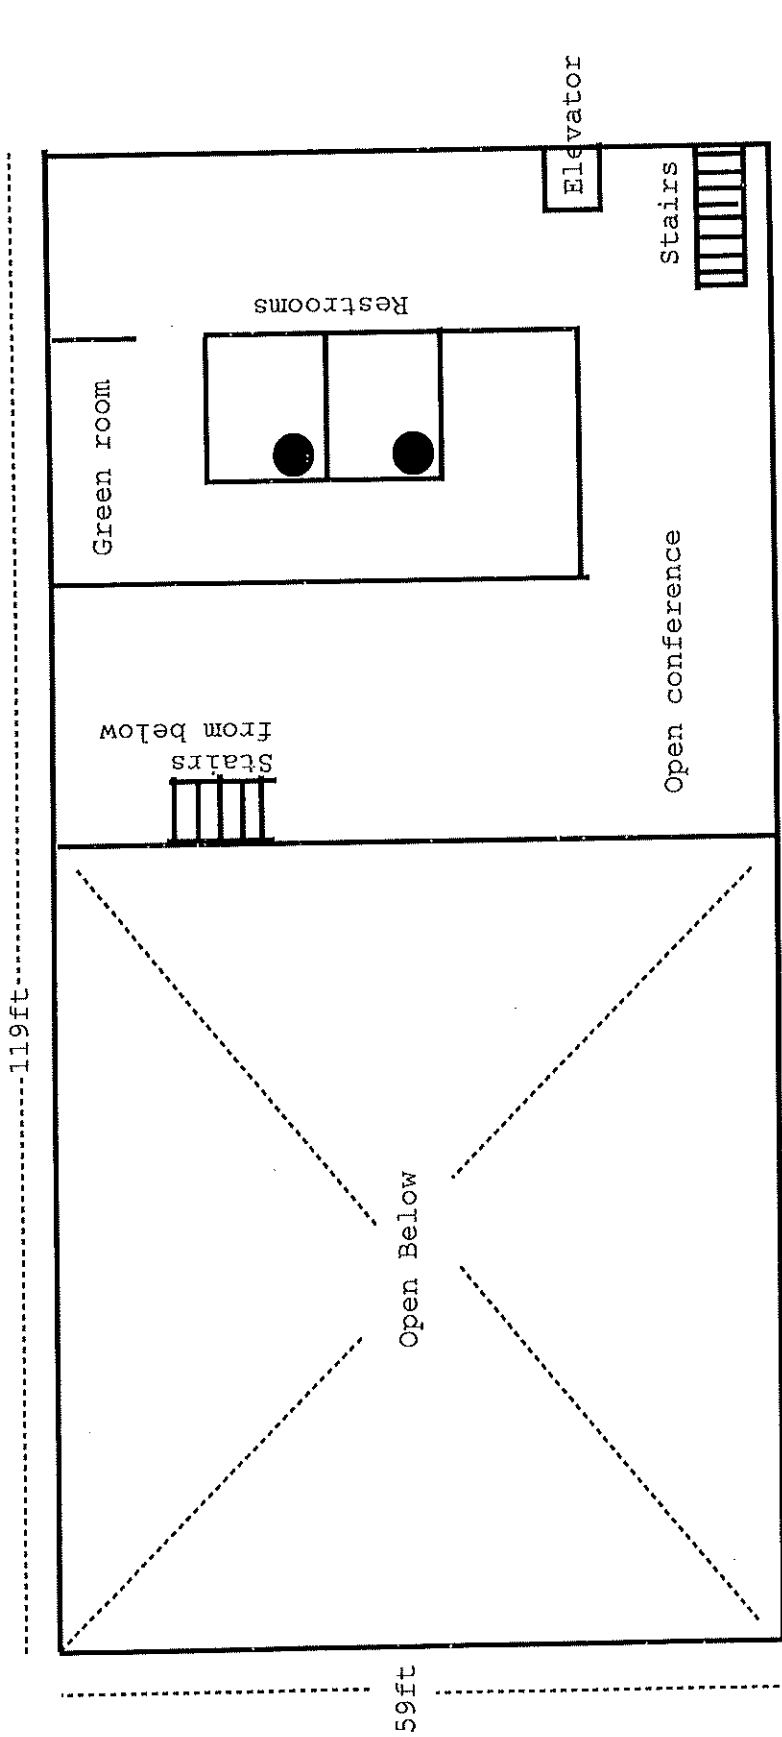 Elevator
Stairs
Restrooms
Green room
Open conference
Stairs
from below
119ft
Open Below
59ft